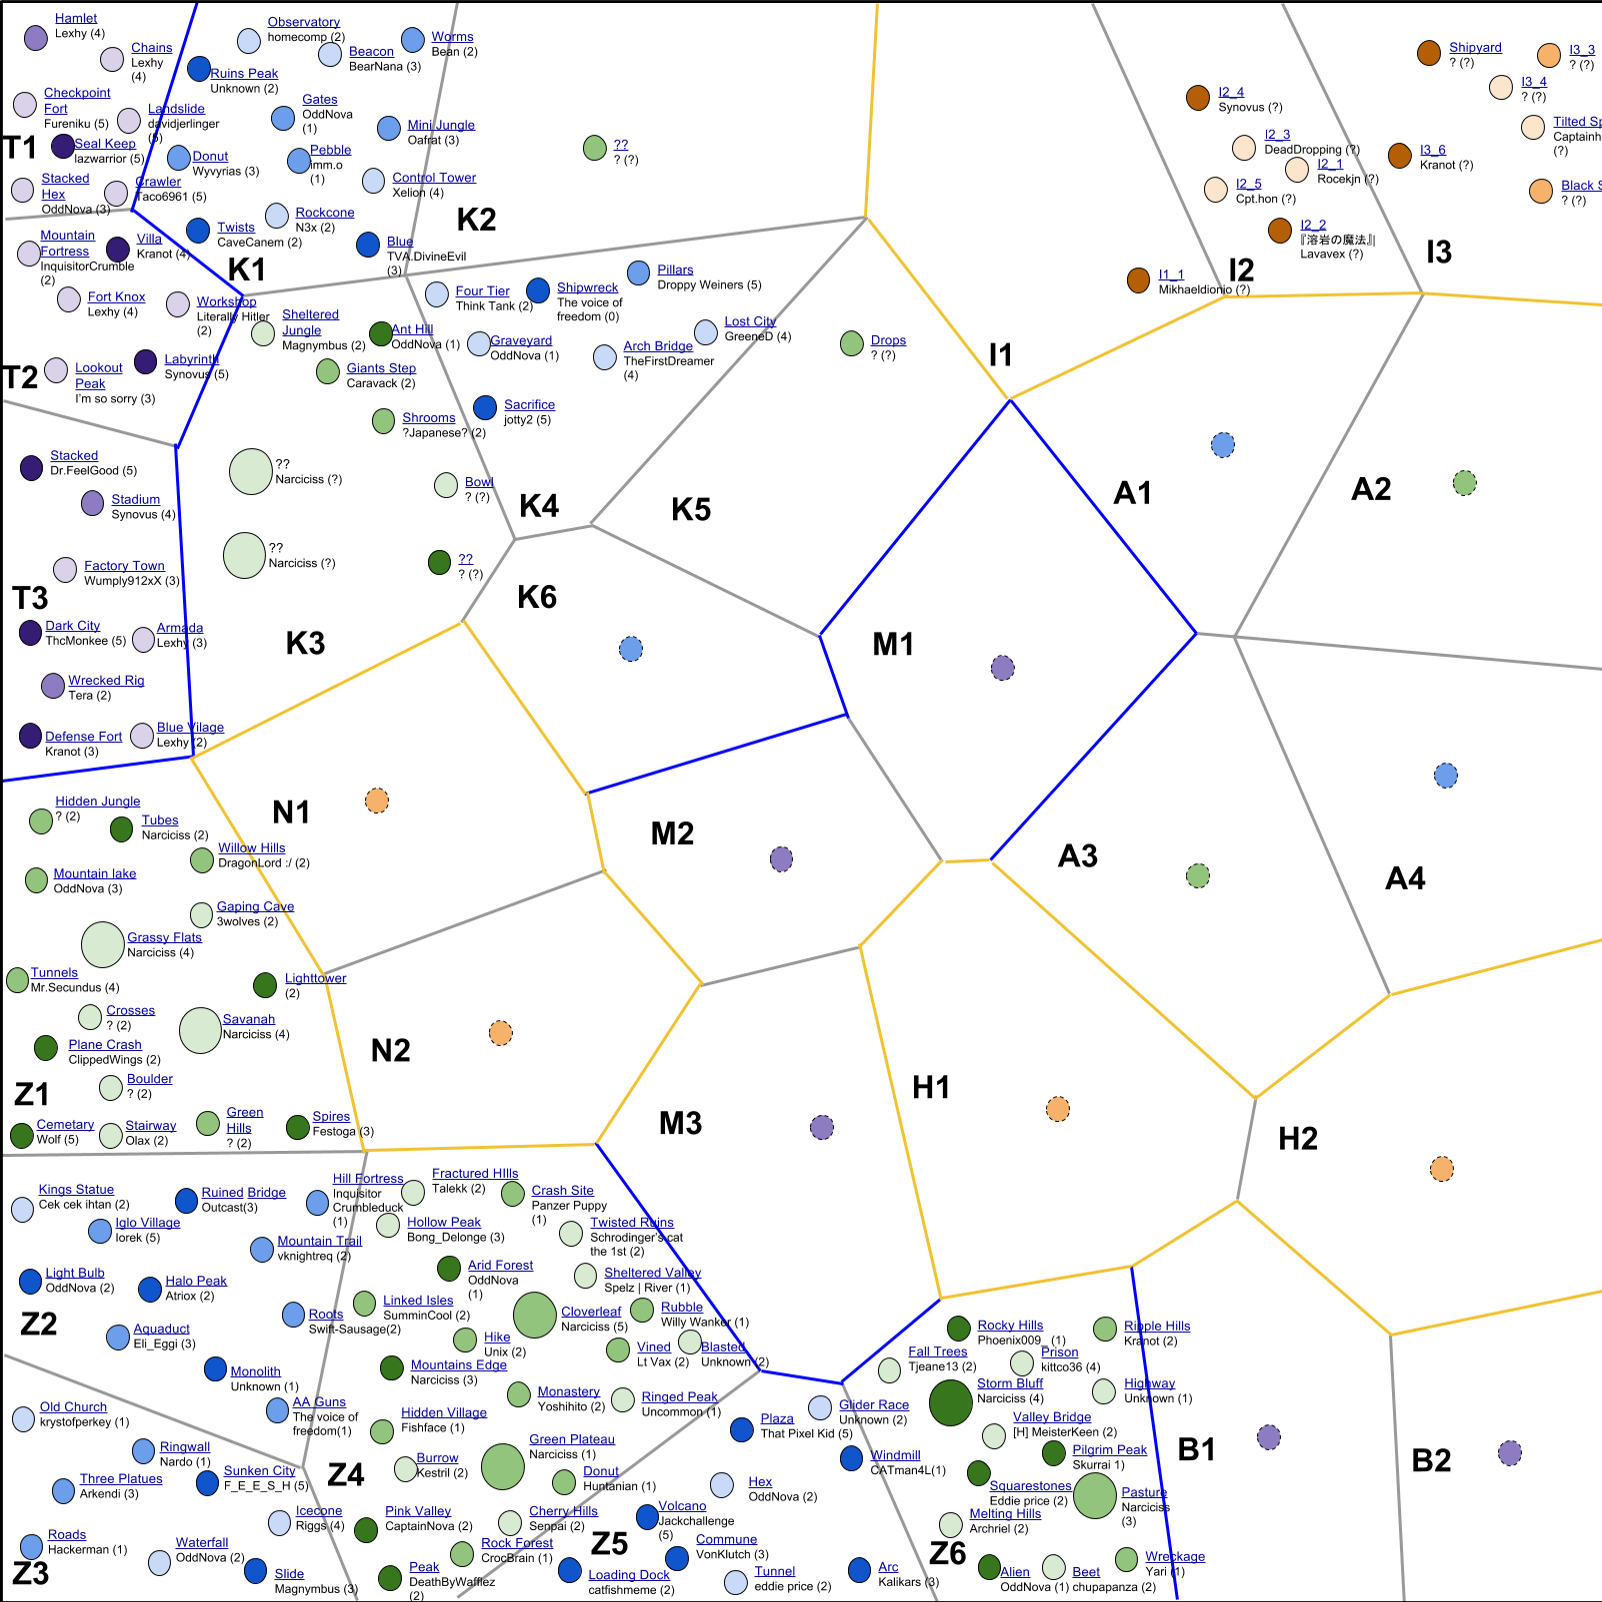 Hamlet
Lexhy (4)
Chains
Lexhy
(4)
Checkpoint
Fort
Fureniku (5)
Landslide
davidjerlinger
(5)
T1
Seal Keep
lazwarrior (5)
Stacked
Hex
OddNova (3)
Crawler
Taco6961 (5)
Observatory
homecomp (2)
Beacon
BearNana (3)
Worms
Bean (2)
Ruins Peak
Unknown (2)
Gates
OddNova
(1)
Mini Jungle
Oafrat (3)
Donut
Wyvyrias (3)
Pebble
imm.o
(1)
Control Tower
Xelion (4)
Rockcone
N3x (2)
Twists
CaveCanem (2)
Blue
TVA.DivineEvil
(3)
K1
K2
??
? (?)
Mountain
Fortress
InquisitorCrumble
(2)
Villa
Kranot (4)
Fort Knox
Lexhy (4)
Workshop
Literally Hitler
(2)
T2
Lookout
Peak
I'm so sorry (3)
Labyrinth
Synovus (5)
Sheltered
Jungle
Magnymbus (2)
Ant Hill
OddNova (1)
Giants Step
Caravack (2)
Shrooms
?Japanese? (2)
??
Narciciss (?)
Bowl
? (?)
??
Narciciss (?)
??
? (?)
K3
Four Tier
Think Tank (2)
Shipwreck
The voice of
freedom (0)
Pillars
Droppy Weiners (5)
Graveyard
OddNova (1)
Arch Bridge
TheFirstDreamer
(4)
Lost City
GreeneD (4)
Sacrifice
jotty2 (5)
K4
Drops
? (?)
K5
K6
I1
I1_1
Mikhaeldionio (?)
I2_4
Synovus (?)
I2_3
DeadDropping (?)
I2_1
Rocekjn (?)
I2_5
Cpt.hon (?)
I2_2
『溶岩の魔法』|
Lavavex (?)
I2
Shipyard
? (?)
I3_3
? (?)
I3_4
? (?)
Tilted Sp
Captainh
(?)
I3_6
Kranot (?)
Black S
? (?)
I3
A1
A2
A3
A4
M1
M2
M3
N1
N2
H1
H2
B1
B2
Stacked
Dr.FeelGood (5)
Stadium
Synovus (4)
Factory Town
Wumply912xX (3)
T3
Dark City
ThcMonkee (5)
Armada
Lexhy (3)
Wrecked Rig
Tera (2)
Defense Fort
Kranot (3)
Blue Vilage
Lexhy (2)
Hidden Jungle
? (2)
Tubes
Narciciss (2)
Willow Hills
DragonLord :/ (2)
Mountain lake
OddNova (3)
Gaping Cave
3wolves (2)
Grassy Flats
Narciciss (4)
Tunnels
Mr.Secundus (4)
Lighttower
(2)
Crosses
? (2)
Savanah
Narciciss (4)
Plane Crash
ClippedWings (2)
Boulder
? (2)
Z1
Cemetary
Wolf (5)
Stairway
Olax (2)
Green
Hills
? (2)
Spires
Festoga (3)
Kings Statue
Cek cek ihtan (2)
Ruined Bridge
Outcast(3)
Hill Fortress
Inquisitor
Crumbleduck
(1)
Iglo Village
Iorek (5)
Mountain Trail
vknightreq (2)
Light Bulb
OddNova (2)
Halo Peak
Atriox (2)
Roots
Swift-Sausage(2)
Z2
Aquaduct
Eli_Eggi (3)
Monolith
Unknown (1)
AA Guns
The voice of
freedom(1)
Old Church
krystofperkey (1)
Ringwall
Nardo (1)
Three Platues
Arkendi (3)
Sunken City
F_E_E_S_H (5)
Icecone
Riggs (4)
Roads
Hackerman (1)
Waterfall
OddNova (2)
Z3
Slide
Magnymbus (3)
Fractured HIlls
Talekk (2)
Crash Site
Panzer Puppy
(1)
Hollow Peak
Bong_Delonge (3)
Twisted Ruins
Schrodinger's cat
the 1st (2)
Arid Forest
OddNova
(1)
Sheltered Valley
Spelz | River (1)
Linked Isles
SumminCool (2)
Cloverleaf
Narciciss (5)
Rubble
Willy Wanker (1)
Hike
Unix (2)
Vined
Lt Vax (2)
Blasted
Unknown (2)
Mountains Edge
Narciciss (3)
Monastery
Yoshihito (2)
Ringed Peak
Uncommon (1)
Hidden Village
Fishface (1)
Green Plateau
Narciciss (1)
Burrow
Kestril (2)
Z4
Donut
Huntanian (1)
Pink Valley
CaptainNova (2)
Cherry Hills
Senpai (2)
Rock Forest
CrocBrain (1)
Peak
DeathByWafflez
(2)
Plaza
That Pixel Kid (5)
Glider Race
Unknown (2)
Windmill
CATman4L(1)
Hex
OddNova (2)
Volcano
Jackchallenge
(5)
Z5
Commune
VonKlutch (3)
Loading Dock
catfishmeme (2)
Tunnel
eddie price (2)
Arc
Kalikars (3)
Rocky Hills
Phoenix009_ (1)
Ripple Hills
Kranot (2)
Fall Trees
Tjeane13 (2)
Prison
kittco36 (4)
Storm Bluff
Narciciss (4)
Highway
Unknown (1)
Valley Bridge
[H] MeisterKeen (2)
Pilgrim Peak
Skurrai 1)
Squarestones
Eddie price (2)
Pasture
Narciciss
(3)
Melting Hills
Archriel (2)
Z6
Alien
OddNova (1)
Beet
chupapanza (2)
Wreckage
Yari (1)